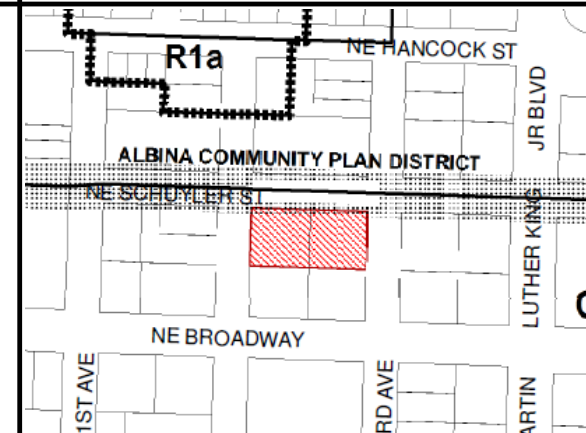 NE HANCOCK ST
R1a
JR BLVD
ALBINA COMMUNITY PLAN DISTRICT
NE SCHUYLER ST
LUTHER KING
NE BROADWAY
1ST AVE
RD AVE
ARTIN